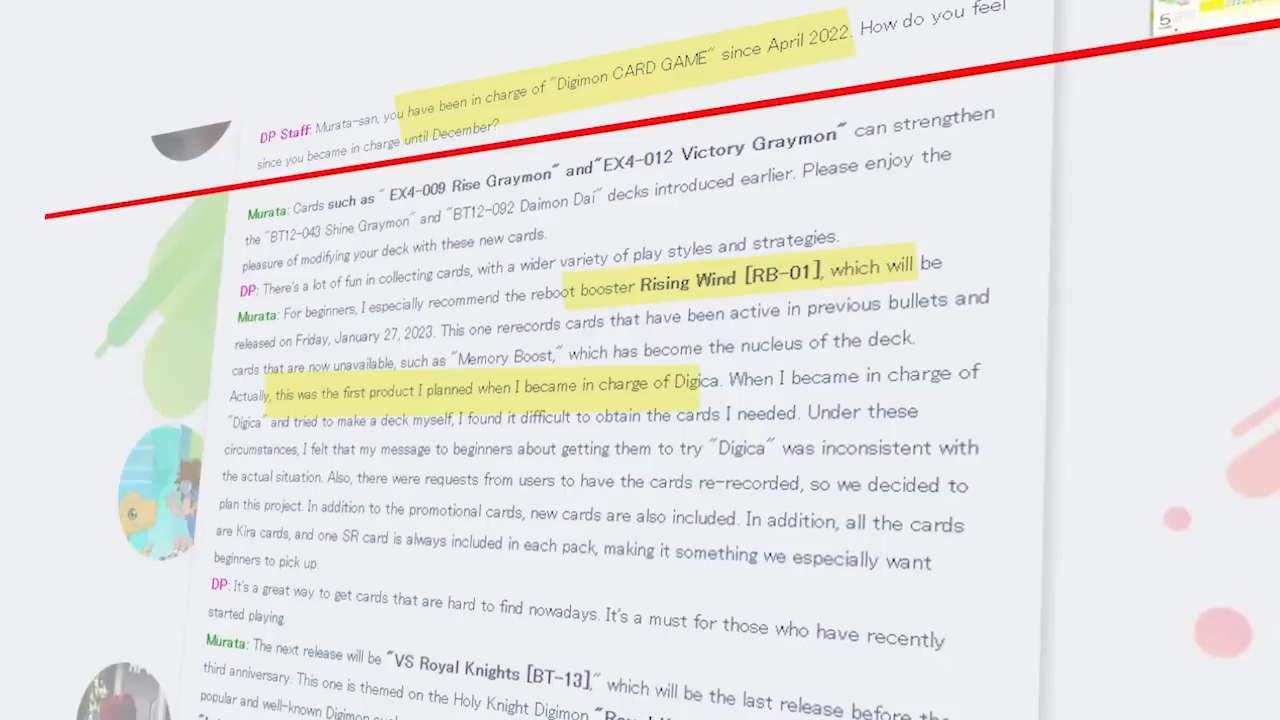 5
DP Staff: Murata-san, you have been in charge of "Digimon CARD GAME" since April 2022. How do you feel
since you became in charge until December?
Murata: Cards such as " EX4-009 Rise Graymon" and"EX4-012 Victory Graymon" can strengthen
the "BT12-043 Shine Graymon" and "BT12-092 Daimon Dai" decks introduced earlier. Please enjoy the
pleasure of modifying your deck with these new cards.
DP: There's a lot of fun in collecting cards, with a wider variety of play styles and strategies.
Murata: For beginners, I especially recommend the reboot booster Rising Wind [RB-01], which will be
released on Friday, January 27, 2023. This one rerecords cards that have been active in previous bullets and
cards that are now unavailable, such as "Memory Boost," which has become the nucleus of the deck.
Actually, this was the first product I planned when I became in charge of Digica. When I became in charge of
"Digica" and tried to make a deck myself, I found it difficult to obtain the cards I needed. Under these
circumstances, I felt that my message to beginners about getting them to try "Digica" was inconsistent with
the actual situation. Also, there were requests from users to have the cards re-recorded, so we decided to
plan this project. In addition to the promotional cards, new cards are also included. In addition, all the cards
are Kira cards, and one SR card is always included in each pack, making it something we especially want
beginners to pick up.
DP: It's a great way to get cards that are hard to find nowadays. It's a must for those who have recently
started playing.
Murata: The next release will be "VS Royal Knights [BT-13]," which will be the last release before the
third anniversary. This one is themed on the Holy Knight Digimon
popular and well-known Digimon